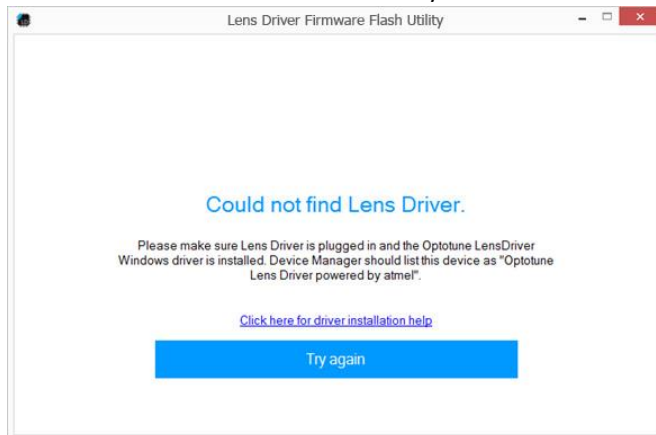 Lens Driver Firmware Flash Utility
Could not find Lens Driver.
Please make sure Lens Driver is plugged in and the Optotune LensDriver
Windows driver is installed. Device Manager should list this device as "Optotune
Lens Driver powered by atmel".
Click here for driver installation help
Try again